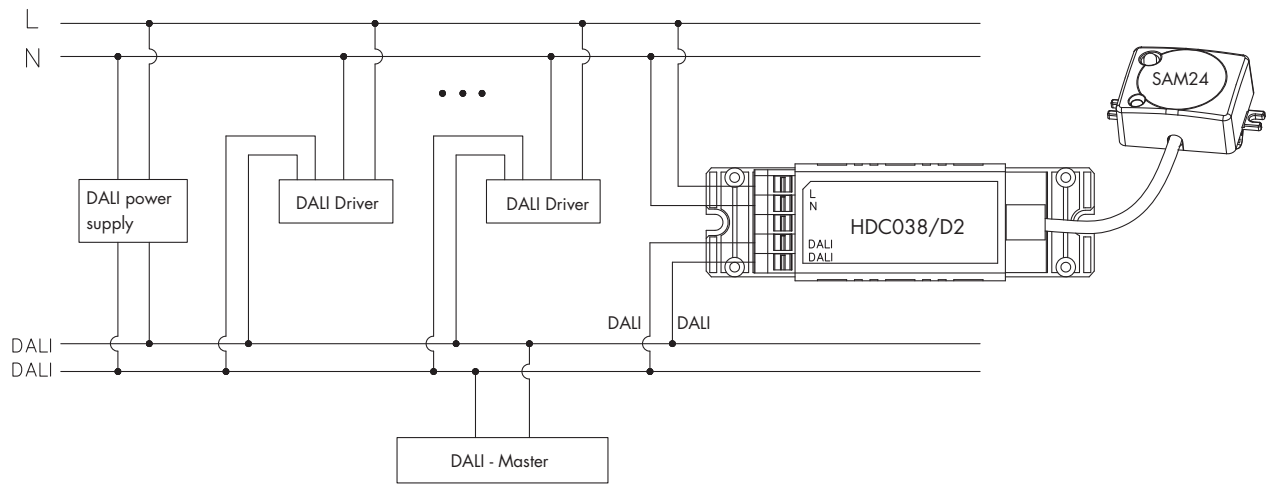 L
N
SAM24
DALI power
supply
DALI Driver
DALI Driver
L
N
HDC038/D2
DALI
DALI
DALI
DALI
DALI
DALI
DALI - Master